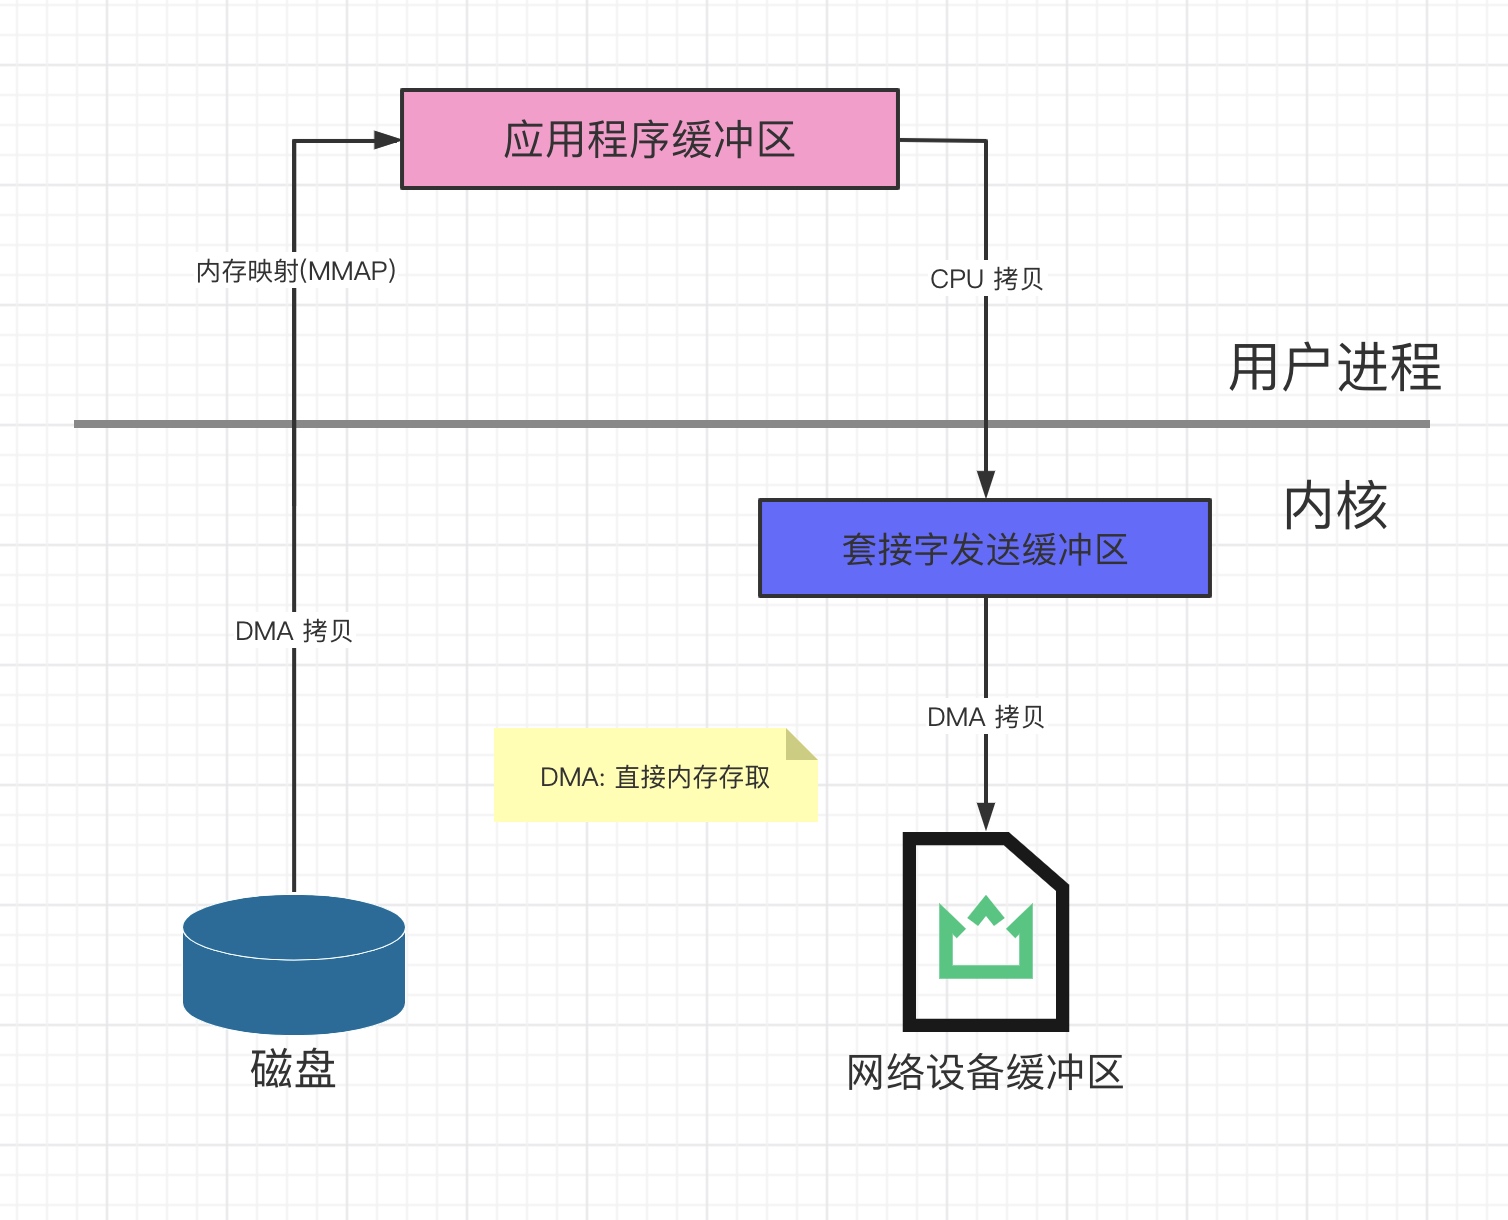 应用程序缓冲区
内存映射(MMAP)
CPU 拷贝
用户进程
内核
套接字发送缓冲区
DMA 拷贝
DMA 拷贝
DMA: 直接内存存取
磁盘
网络设备缓冲区